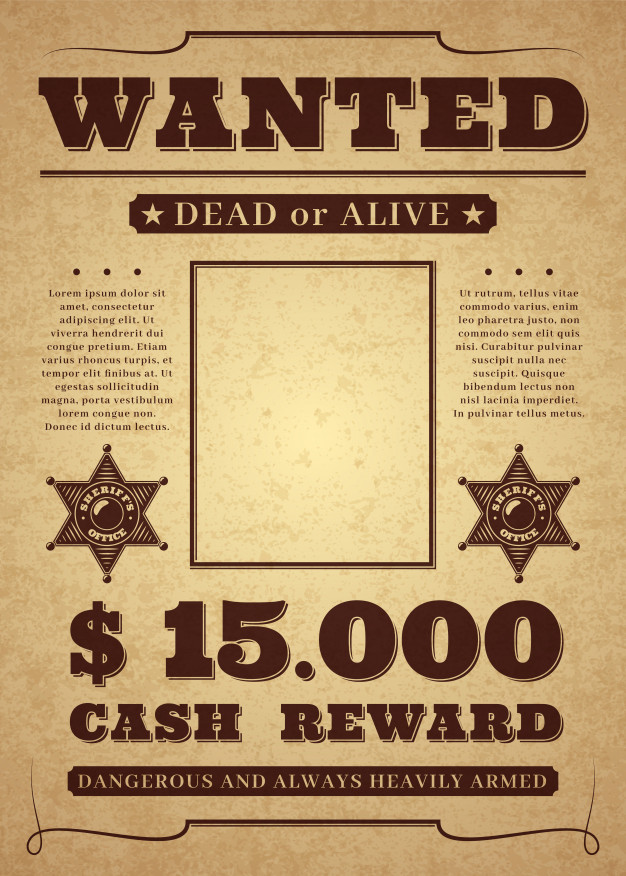 WANTED
★ DEAD or ALIVE ★
Lorem ipsum dolor sit
amet, consectetur
adipiscing elit. Ut
viverra hendrerit dui
congue pretium. Etiam
varius rhoncus turpis, et
tempor elit finibus at. Ut
egestas sollicitudin
magna, porta vestibulum
lorem congue non.
Donec id dictum lectus.
Ut rutrum, tellus vitae
commodo varius, enim
leo pharetra justo, non
commodo sem elit quis
nisi. Curabitur pulvinar
suscipit nulla nec
suscipit. Quisque
bibendum lectus non
nisl lacinia imperdiet.
In pulvinar tellus metus.
SHERIFF'S
OFFICE
SHERIFF'S
OFFICE
$ 15.000
CASH REWARD
DANGEROUS AND ALWAYS HEAVILY ARMED